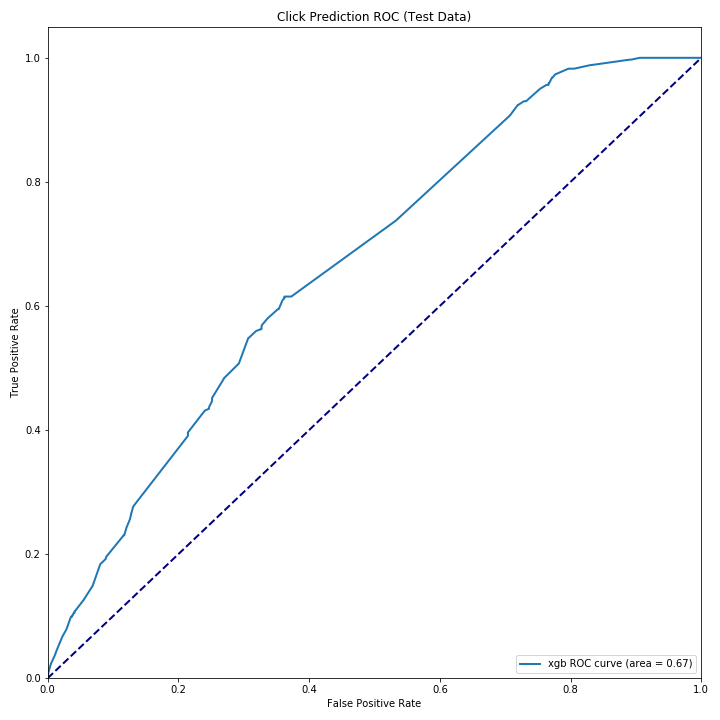 Click Prediction ROC (Test Data)
1.0
0.8
0.6
0.4
0.2
0.0
True Positive Rate
xgb ROC curve (area = 0.67)
0.0 0.2 0.4 0.6 0.8 1.0
False Positive Rate